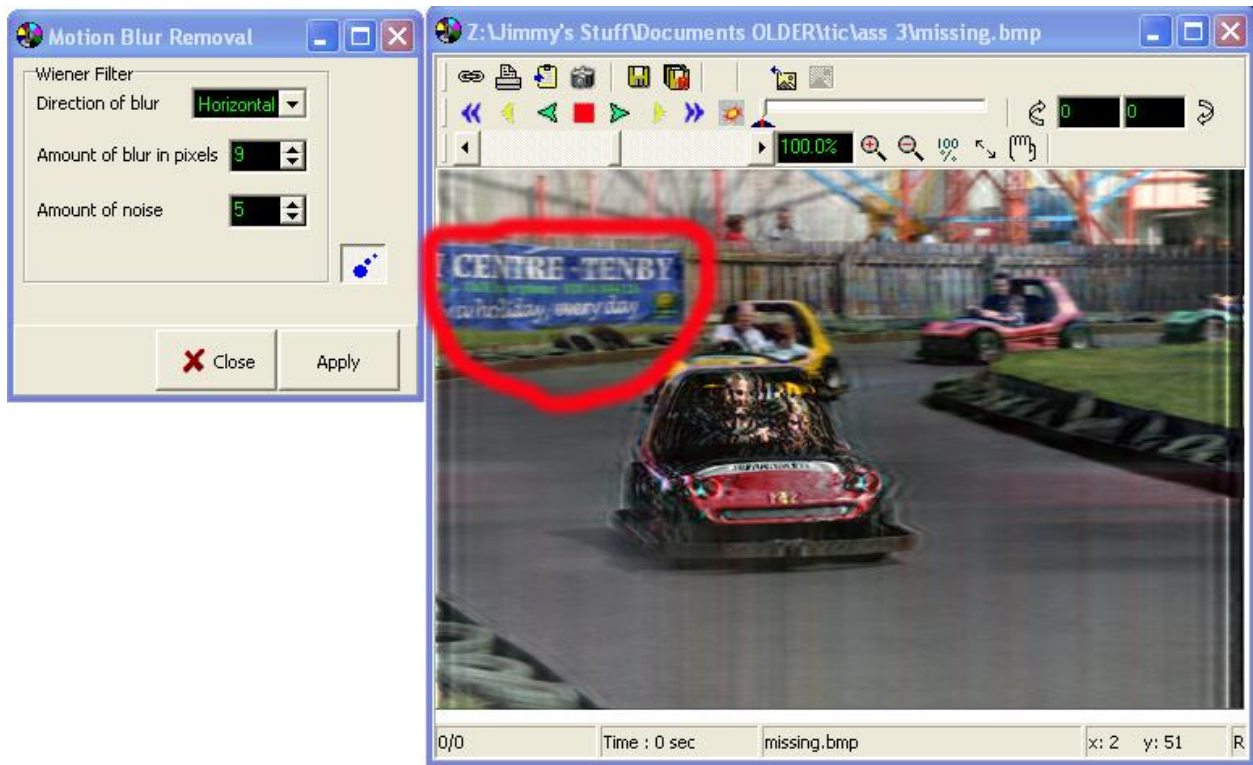 Motion Blur Removal
Wiener Filter
Direction of blur Horizontal
Amount of blur in pixels 9
Amount of noise 5
Close Apply
Z:\Jimmy's Stuff\Documents OLDER\tic\ass 3\missing.bmp
0 0
100.0% 100%
CENTRE - TENBY
a holiday, every day
0/0 Time : 0 sec missing.bmp x: 2 y: 51 R